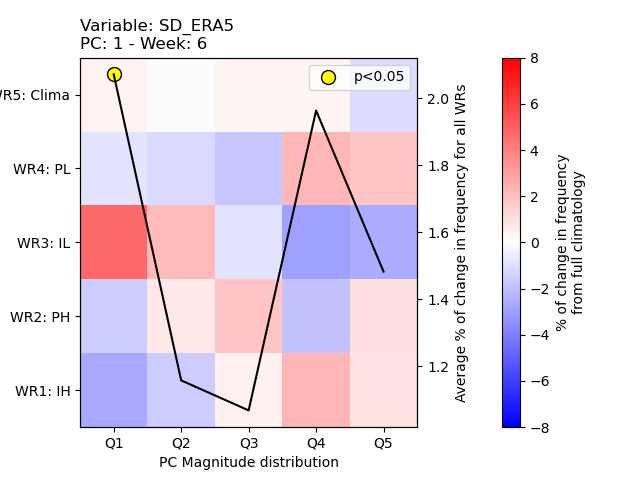 Variable: SD_ERA5
PC: 1 - Week: 6
p<0.05
WR5: Clima
WR4: PL
WR3: IL
WR2: PH
WR1: IH
Q1 Q2 Q3 Q4 Q5
PC Magnitude distribution
2.0
1.8
1.6
1.4
1.2
Average % of change in frequency for all WRs
8
6
4
2
0
−2
−4
−6
−8
% of change in frequency
from full climatology